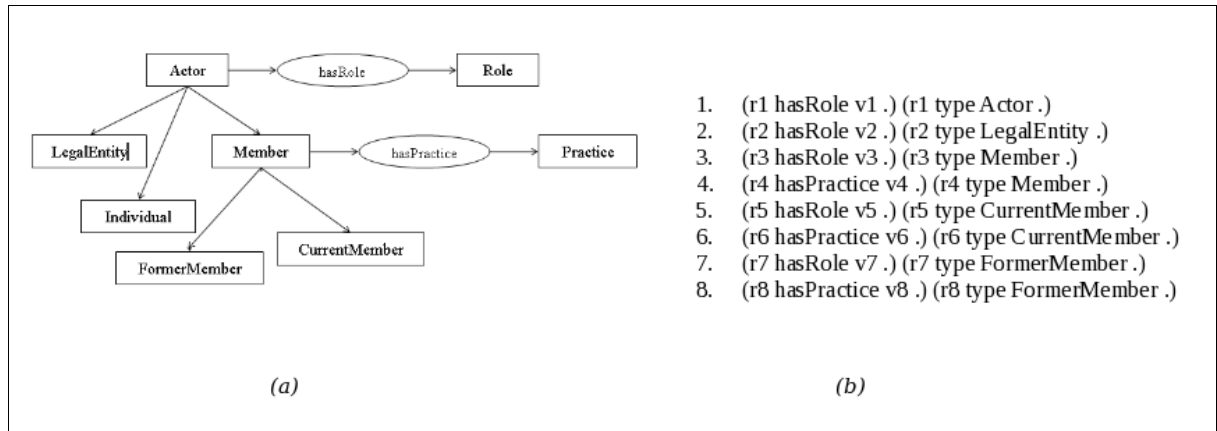 Actor
hasRole
Role
LegalEntity
Member
hasPractice
Practice
Individual
FormerMember
CurrentMember
(a)
1. (r1 hasRole v1 .) (r1 type Actor .)
2. (r2 hasRole v2 .) (r2 type LegalEntity .)
3. (r3 hasRole v3 .) (r3 type Member .)
4. (r4 hasPractice v4 .) (r4 type Member .)
5. (r5 hasRole v5 .) (r5 type CurrentMember .)
6. (r6 hasPractice v6 .) (r6 type CurrentMember .)
7. (r7 hasRole v7 .) (r7 type FormerMember .)
8. (r8 hasPractice v8 .) (r8 type FormerMember .)
(b)